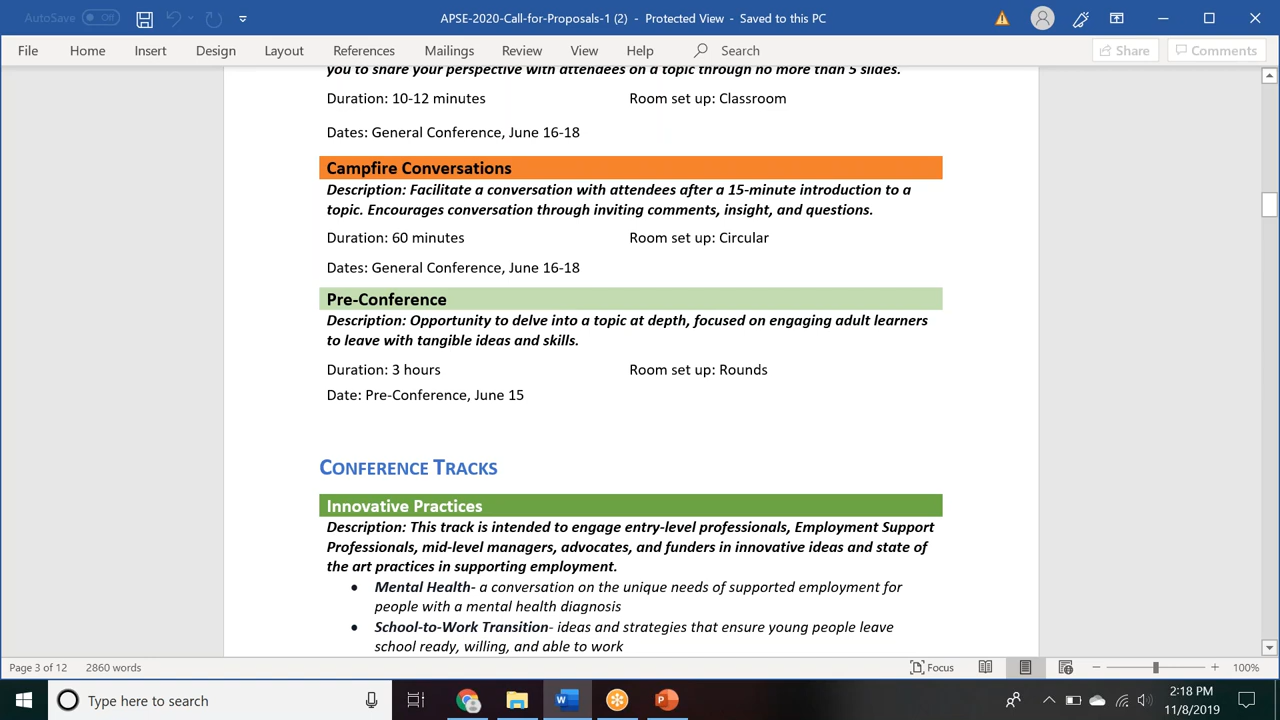 AutoSave Off APSE-2020-Call-for-Proposals-1 (2) - Protected View - Saved to this PC
File Home Insert Design Layout References Mailings Review View Help Search Share Comments
you to share your perspective with attendees on a topic through no more than 5 slides.
Duration: 10-12 minutes Room set up: Classroom
Dates: General Conference, June 16-18
Campfire Conversations
Description: Facilitate a conversation with attendees after a 15-minute introduction to a
topic. Encourages conversation through inviting comments, insight, and questions.
Duration: 60 minutes Room set up: Circular
Dates: General Conference, June 16-18
Pre-Conference
Description: Opportunity to delve into a topic at depth, focused on engaging adult learners
to leave with tangible ideas and skills.
Duration: 3 hours Room set up: Rounds
Date: Pre-Conference, June 15
CONFERENCE TRACKS
Innovative Practices
Description: This track is intended to engage entry-level professionals, Employment Support
Professionals, mid-level managers, advocates, and funders in innovative ideas and state of
the art practices in supporting employment.
• Mental Health- a conversation on the unique needs of supported employment for
people with a mental health diagnosis
• School-to-Work Transition- ideas and strategies that ensure young people leave
school ready, willing, and able to work
Page 3 of 12 2860 words Focus 100%
Type here to search
2:18 PM
11/8/2019